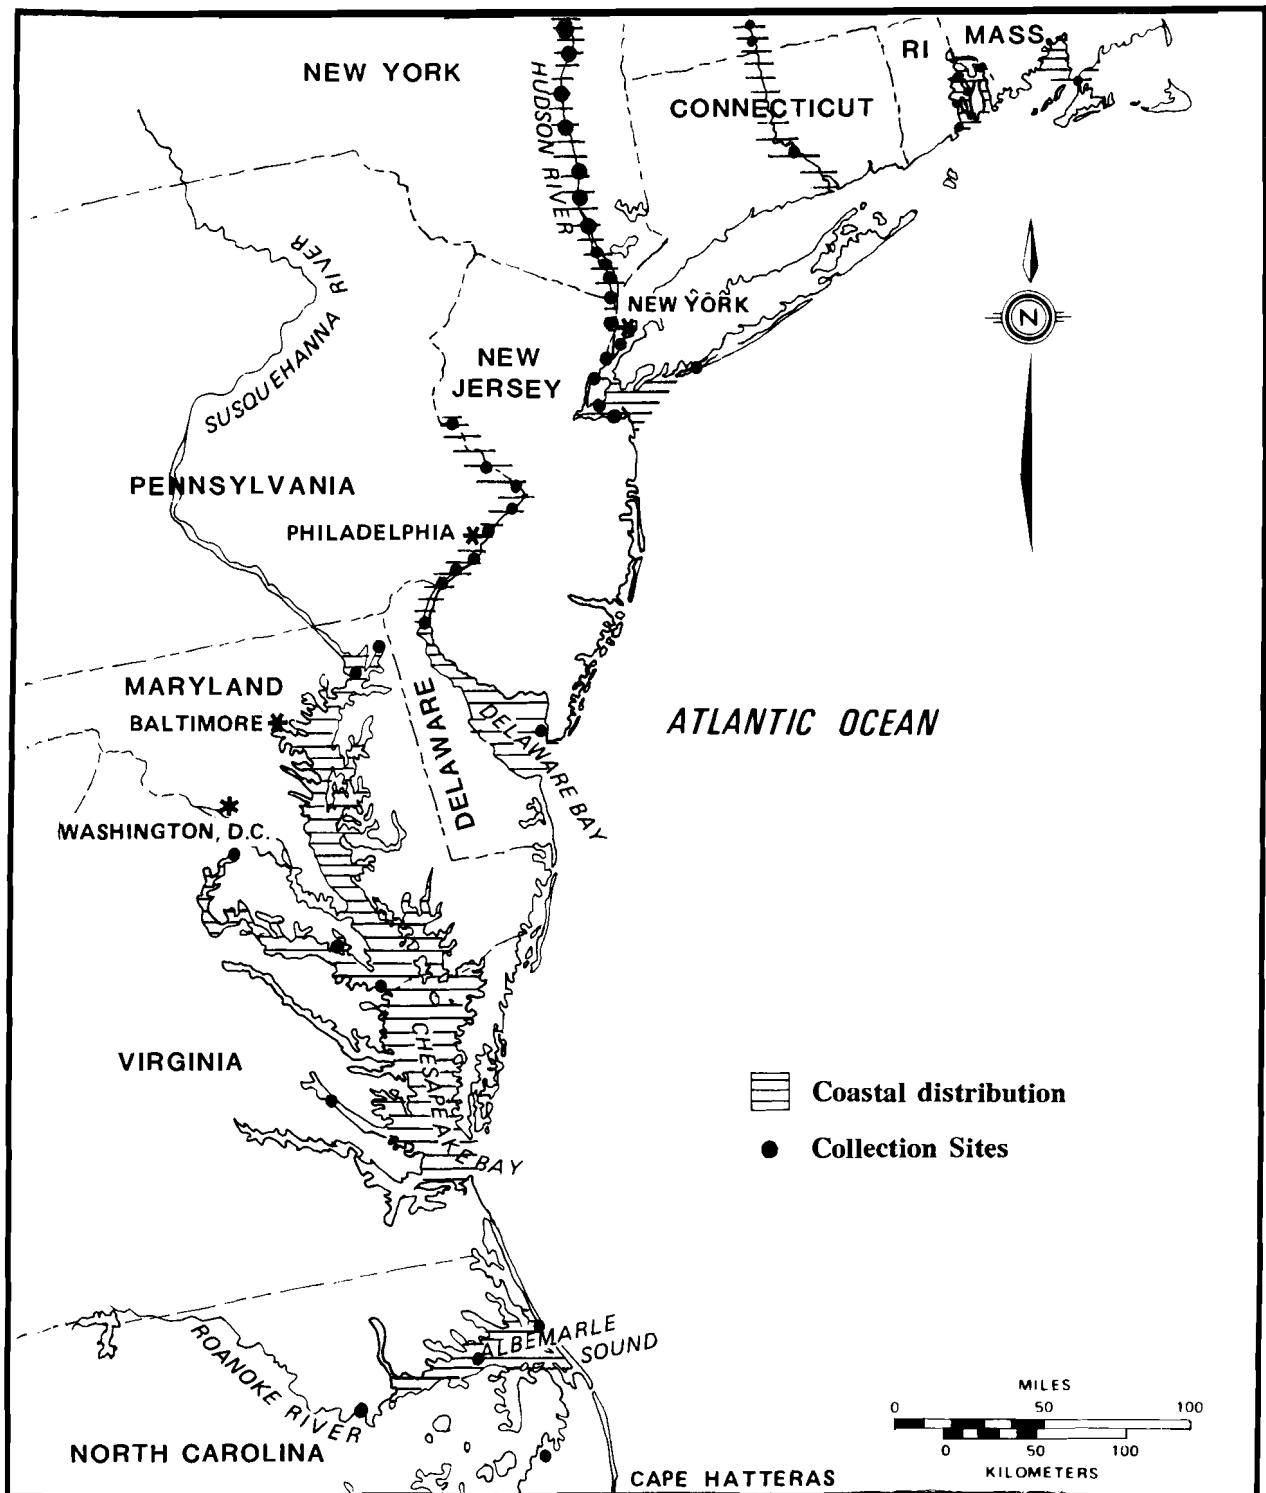 RI
MASS.
NEW YORK
HUDSON RIVER
CONNECTICUT
SUSQUEHANNA RIVER
NEW YORK
N
NEW
JERSEY
PENNSYLVANIA
PHILADELPHIA
MARYLAND
BALTIMORE
DELAWARE
DELAWARE BAY
ATLANTIC OCEAN
WASHINGTON, D.C.
VIRGINIA
CHESAPEAKE BAY
Coastal distribution
Collection Sites
ALBEMARLE
SOUND
ROANOKE RIVER
NORTH CAROLINA
CAPE HATTERAS
MILES
0 50 100
0 50 100
KILOMETERS